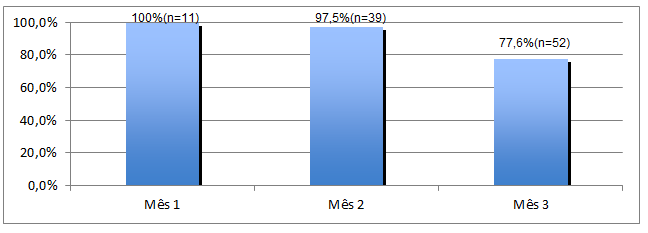 100%(n=11)
97,5%(n=39)
77,6%(n=52)
100,0%
80,0%
60,0%
40,0%
20,0%
0,0%
Mês 1
Mês 2
Mês 3